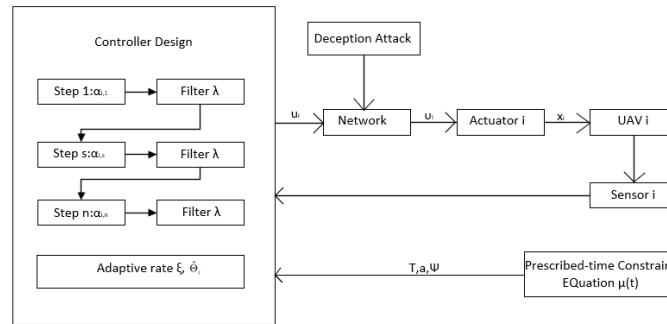 Controller Design
Deception Attack
Step 1:αᵢ,₁
Filter λ
uᵢ
Network
υᵢ
Actuator i
xᵢ
UAV i
Step s:αᵢ,ₛ
Filter λ
Sensor i
Step n:αᵢ,ₙ
Filter λ
Adaptive rate ξ, Θ̂ᵢ
T,a,Ψ
Prescribed-time Constrain
EQuation μ(t)